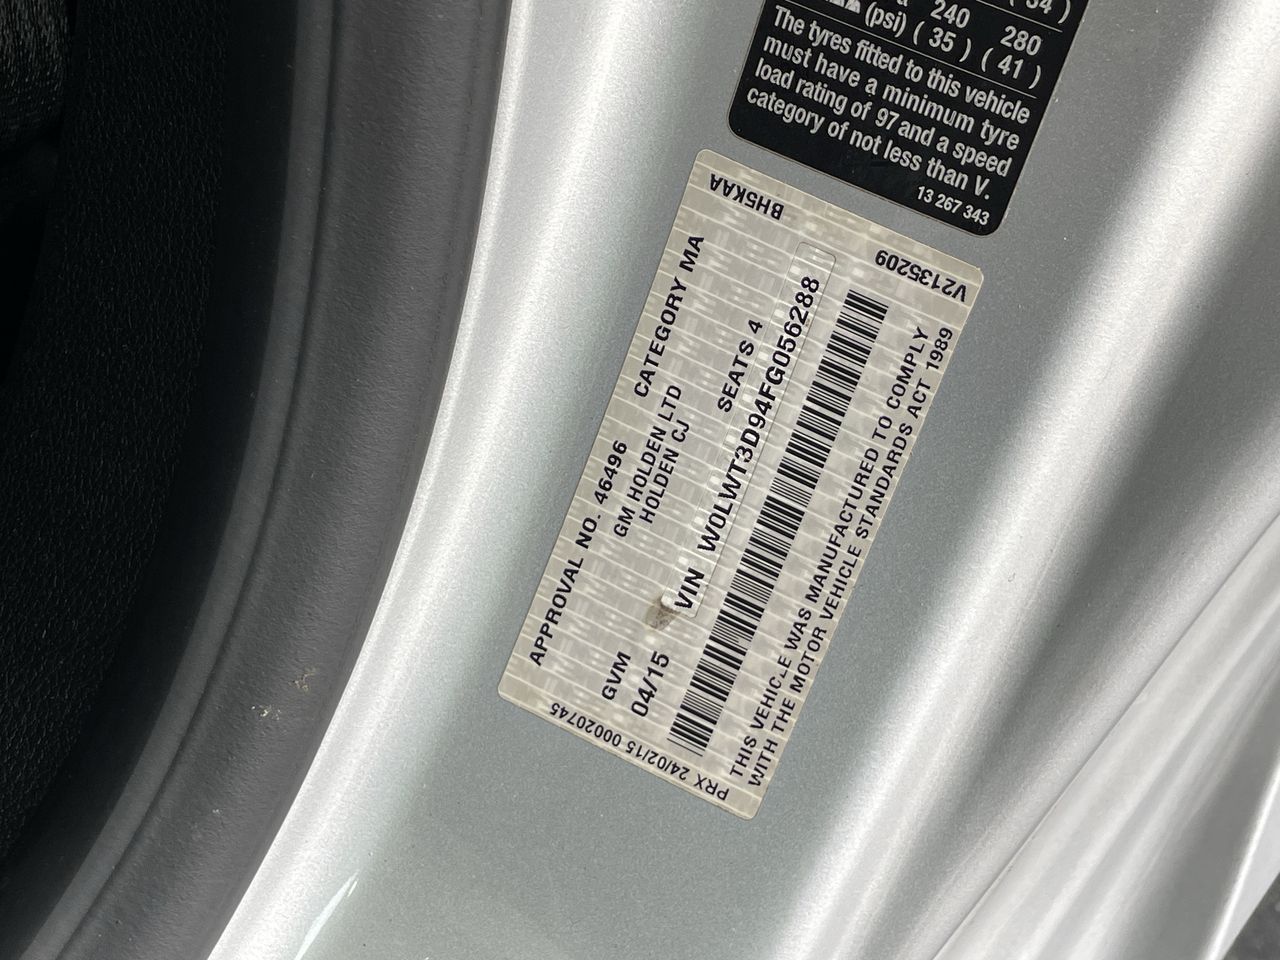 (34)
240 280
(psi) (35) (41)
The tyres fitted to this vehicle
must have a minimum tyre
load rating of 97 and a speed
category of not less than V.
13 267 343
BH5KAA
V2135209
APPROVAL NO. 46496 CATEGORY MA
GM HOLDEN LTD
HOLDEN CJ
GVM SEATS 4
04/15
VIN W0LWT3D94FG056288
THIS VEHICLE WAS MANUFACTURED TO COMPLY
WITH THE MOTOR VEHICLE STANDARDS ACT 1989
PRX 24/02/15 00020745